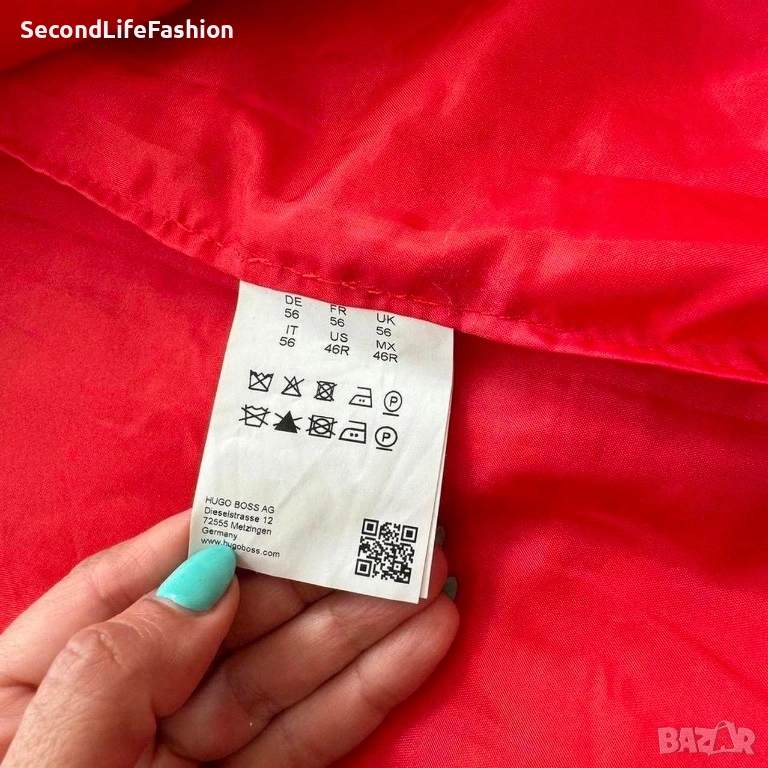 SecondLifeFashion
DE FR UK
56 56 56
IT US MX
56 46R 46R
P
P
HUGO BOSS AG
Dieselstrasse 12
72555 Metzingen
Germany
www.hugoboss.com
BAZAR